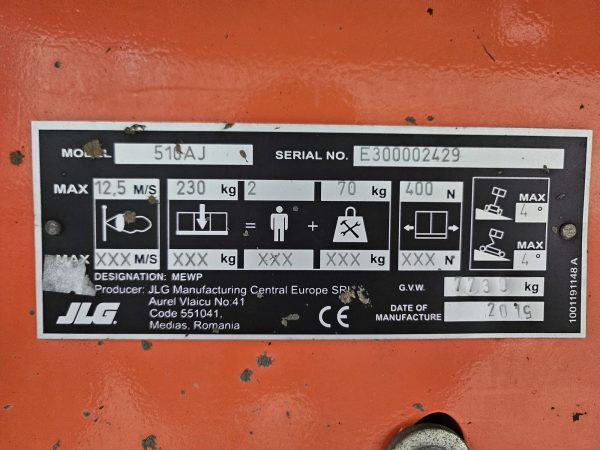 MODEL 510AJ SERIAL NO. E300002429
MAX 12,5 M/S 230 kg = 2 + 70 kg 400 N MAX 4°
MAX XXX M/S XXX kg XXX XXX kg XXX N MAX 4°
DESIGNATION: MEWP
Producer: JLG Manufacturing Central Europe SRL
Aurel Vlaicu No.41
Code 551041,
Medias, Romania
JLG.
CE
G.V.W. 7230 kg
DATE OF MANUFACTURE 2019
1001191148 A